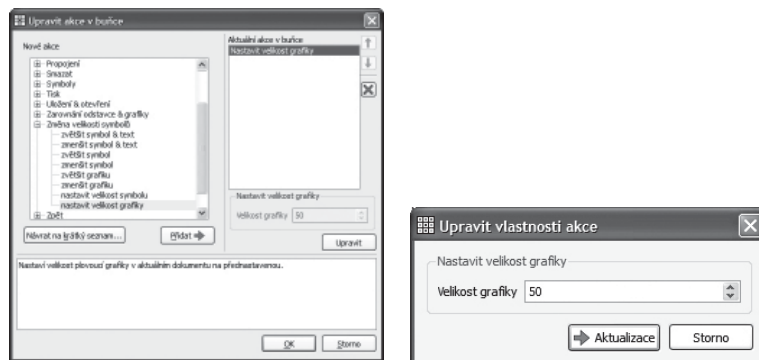 Upravit akce v buňce
Nové akce
Propojení
Smazat
Symboly
Tisk
Uložení & otevření
Zarovnání odstavce & grafiky
Změna velikosti symbolů
zvětšit symbol & text
zmenšit symbol & text
zvětšit symbol
zmenšit symbol
zvětšit grafiku
zmenšit grafiku
nastavit velikost symbolu
nastavit velikost grafiky
Zpět
Návrat na krátký seznam...
Přidat
Aktuální akce v buňce
Nastavit velikost grafiky
Nastavit velikost grafiky
Velikost grafiky 50
Upravit
Nastaví velikost plovoucí grafiky v aktuálním dokumentu na přednastavenou.
OK
Storno
Upravit vlastnosti akce
Nastavit velikost grafiky
Velikost grafiky 50
Aktualizace
Storno